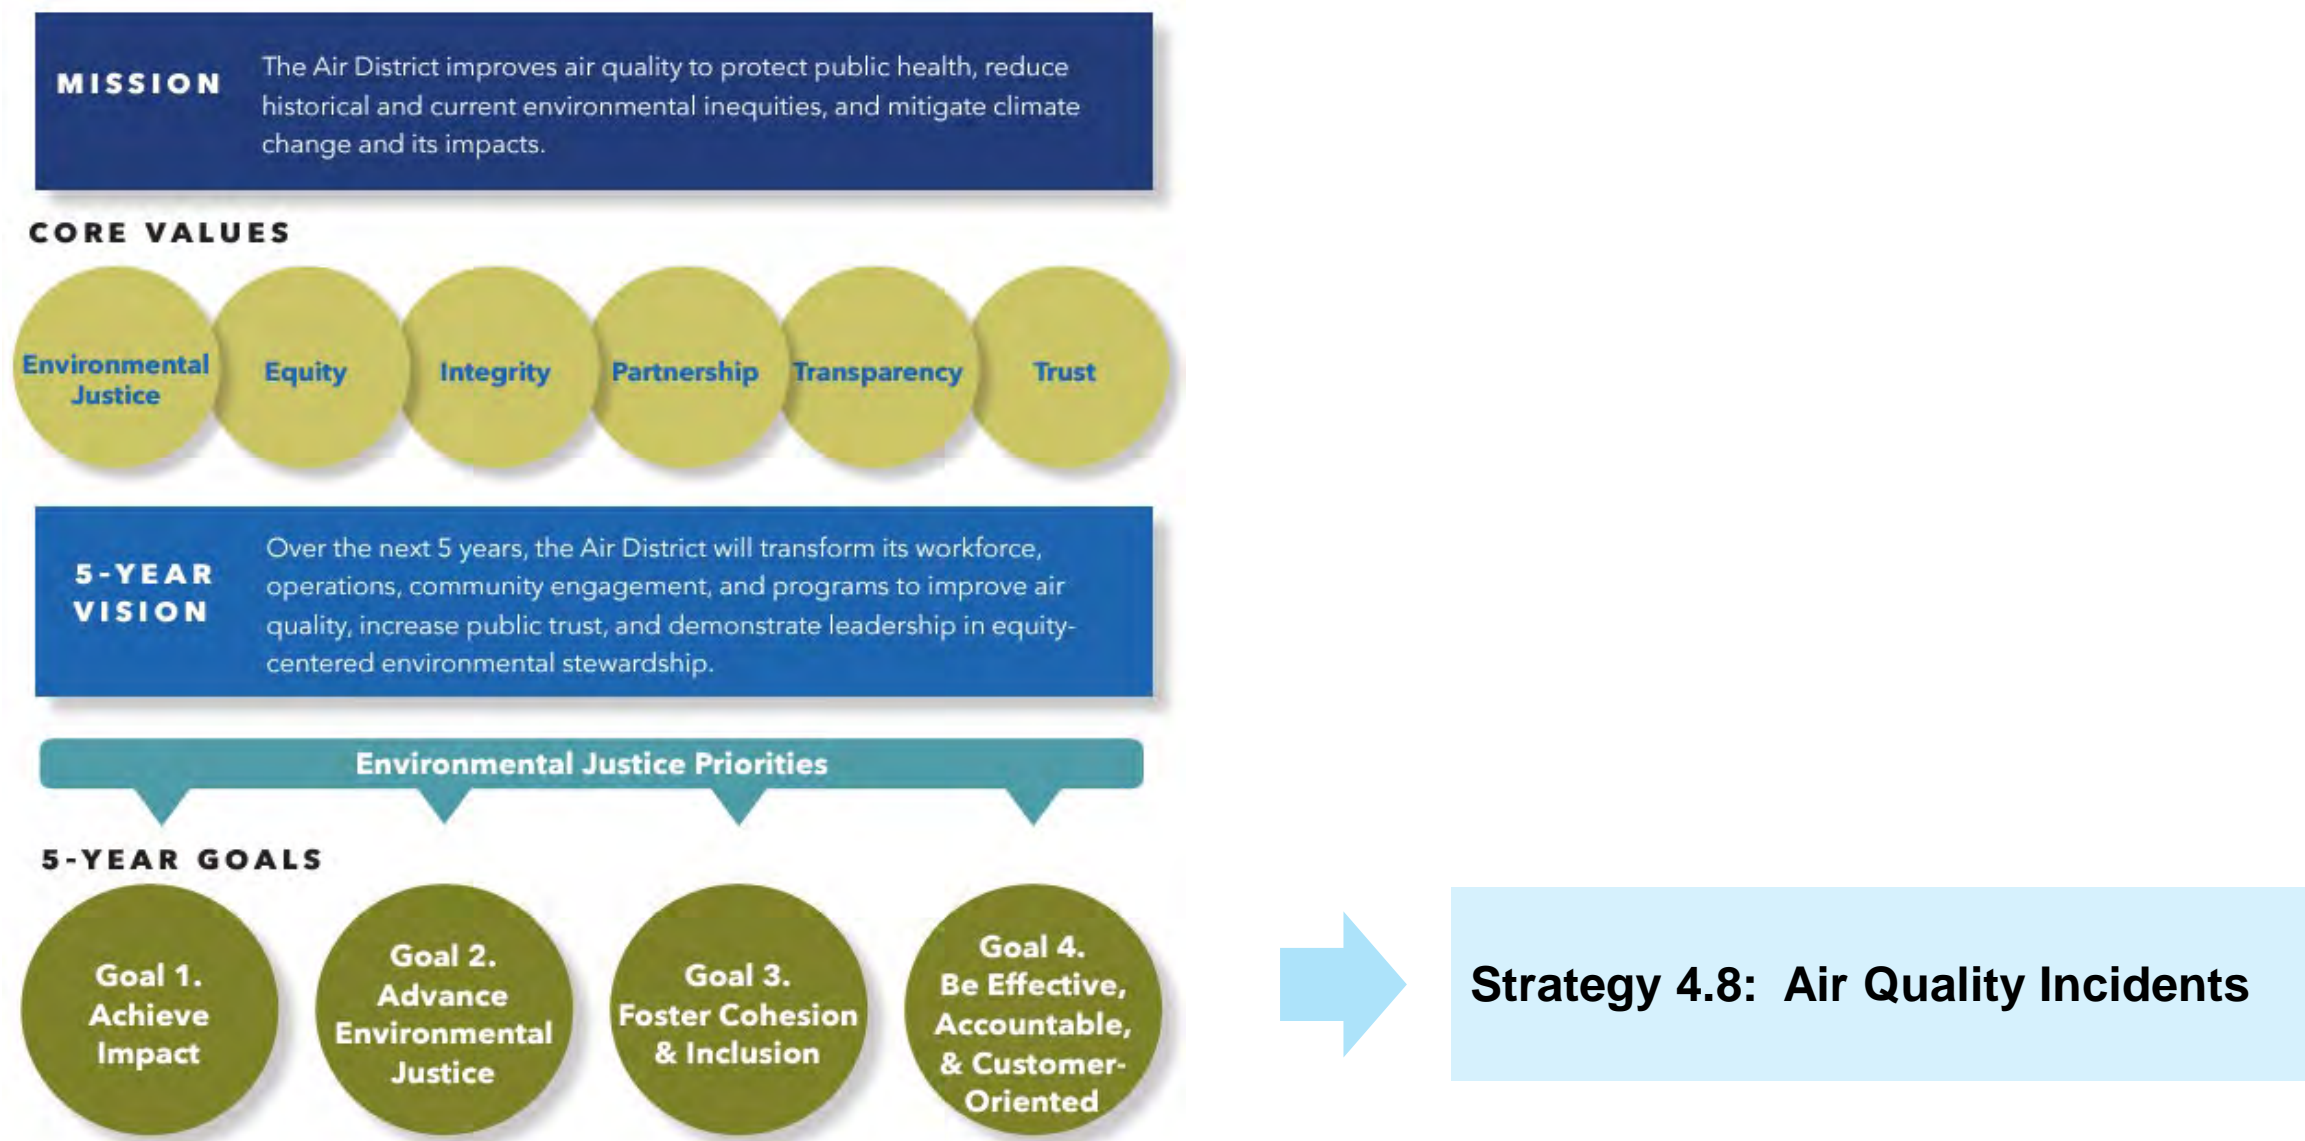 MISSION
The Air District improves air quality to protect public health, reduce
historical and current environmental inequities, and mitigate climate
change and its impacts.
CORE VALUES
Environmental
Justice
Equity
Integrity
Partnership
Transparency
Trust
5-YEAR
VISION
Over the next 5 years, the Air District will transform its workforce,
operations, community engagement, and programs to improve air
quality, increase public trust, and demonstrate leadership in equity-
centered environmental stewardship.
Environmental Justice Priorities
5-YEAR GOALS
Goal 1.
Achieve
Impact
Goal 2.
Advance
Environmental
Justice
Goal 3.
Foster Cohesion
& Inclusion
Goal 4.
Be Effective,
Accountable,
& Customer-
Oriented
Strategy 4.8:  Air Quality Incidents